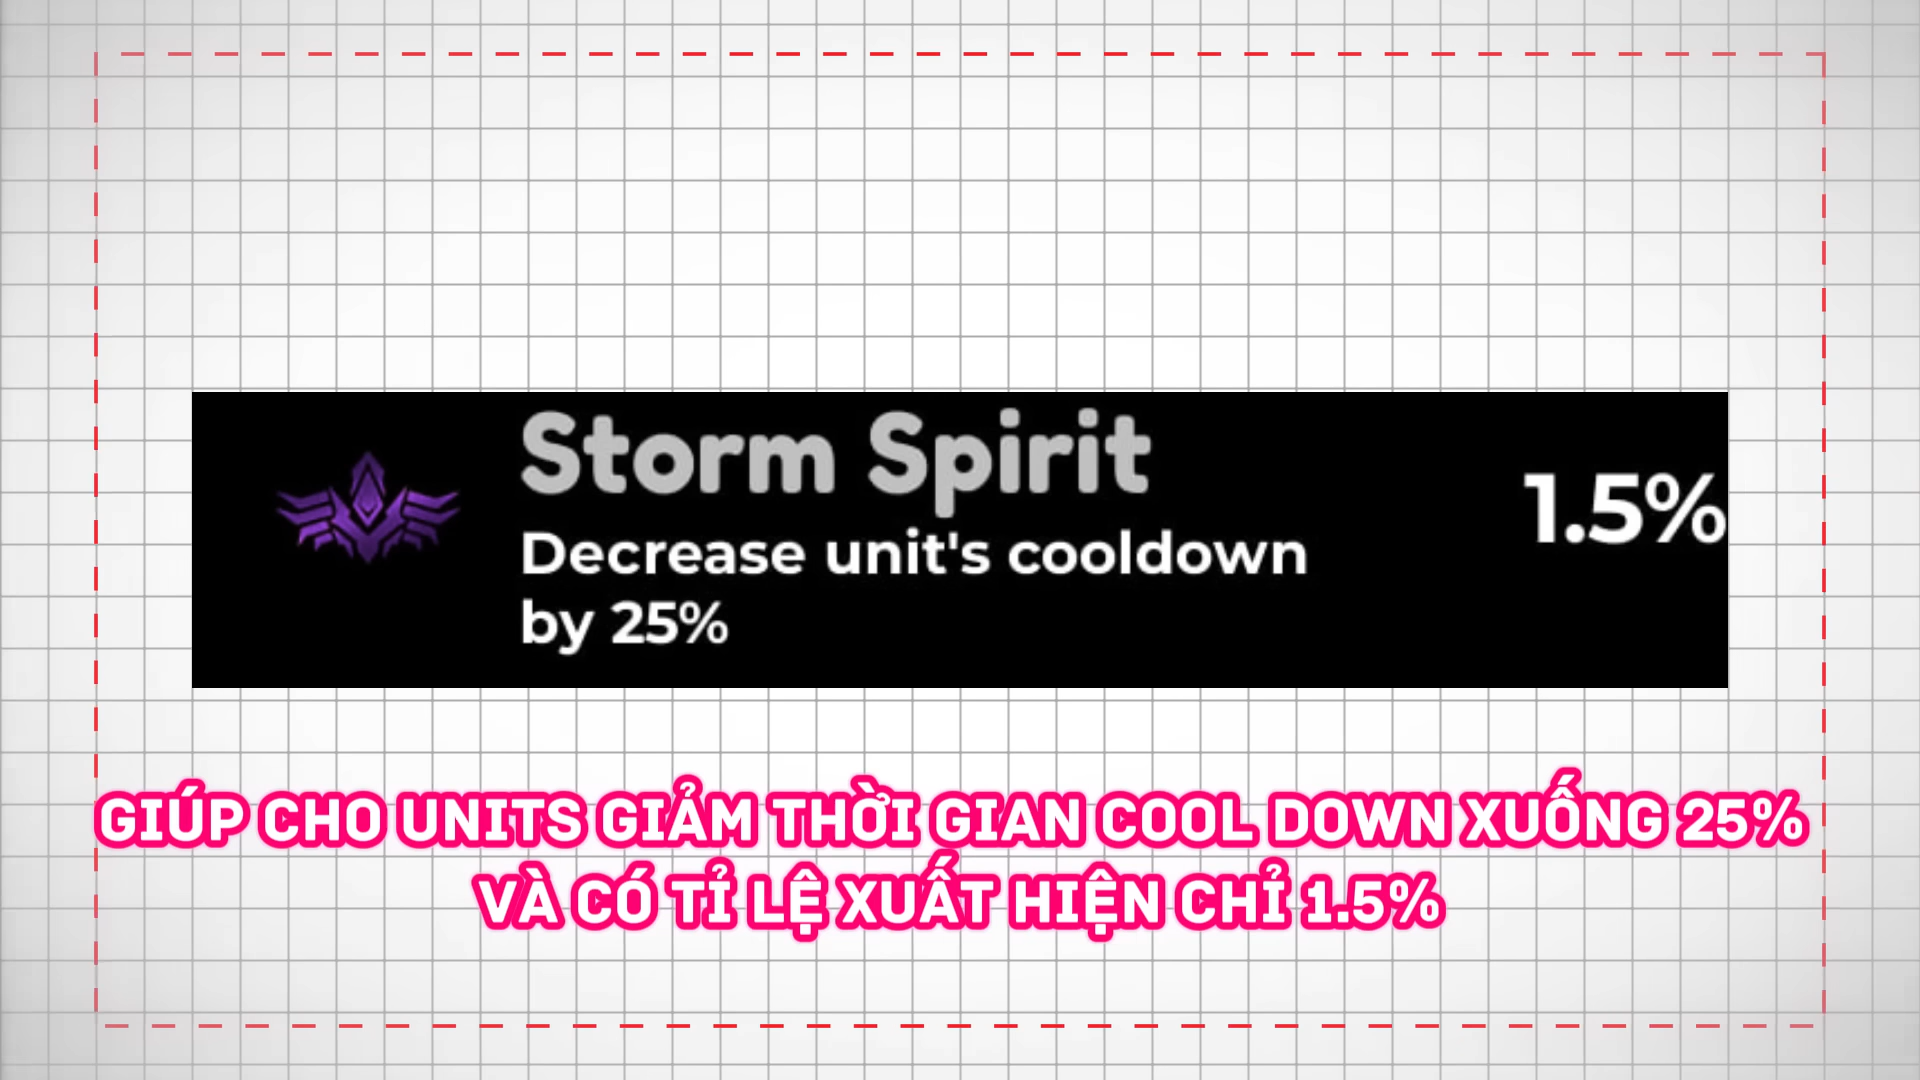 Storm Spirit
Decrease unit's cooldown
by 25%
1.5%
GIÚP CHO UNITS GIẢM THỜI GIAN COOL DOWN XUỐNG 25%
VÀ CÓ TỈ LỆ XUẤT HIỆN CHỈ 1.5%